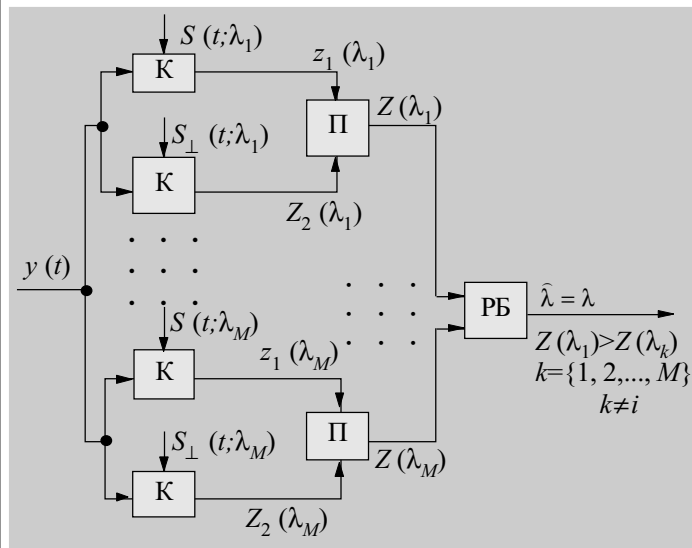 S (t;λ₁)
К
z₁ (λ₁)
S⊥ (t;λ₁)
П
Z (λ₁)
К
Z₂ (λ₁)
y (t)
S (t;λM)
К
z₁ (λM)
РБ
λ̂ = λ
Z (λ₁)>Z (λₖ)
k={1, 2,..., M}
k≠i
S⊥ (t;λM)
П
Z (λM)
К
Z₂ (λM)